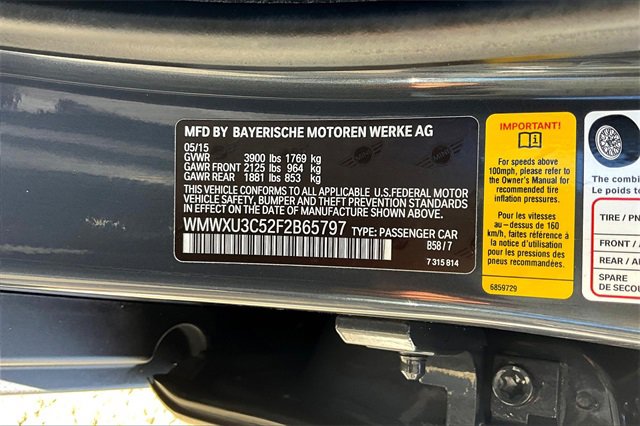 MFD BY BAYERISCHE MOTOREN WERKE AG
05/15
GVWR 3900 lbs 1769 kg
GAWR FRONT 2125 lbs 964 kg
GAWR REAR 1881 lbs 853 kg
THIS VEHICLE CONFORMS TO ALL APPLICABLE U.S.FEDERAL MOTOR
VEHICLE SAFETY, BUMPER AND THEFT PREVENTION STANDARDS
IN EFFECT ON THE DATE OF MANUFACTURE SHOWN ABOVE.
WMWXU3C52F2B65797 TYPE: PASSENGER CAR
B58/7
7 315 814
IMPORTANT!
For speeds above
100mph, please refer to
the Owner's Manual for
recommended tire
inflation pressures.
Pour les vitesses
au-dessus de 160
km/h, faites référence à
la notice d'utilisation
pour les pressions de
pneus recommandées.
6859729
The combin
Le poids to
TIRE / PN
FRONT /
REAR / A
SPARE
DE SECOU